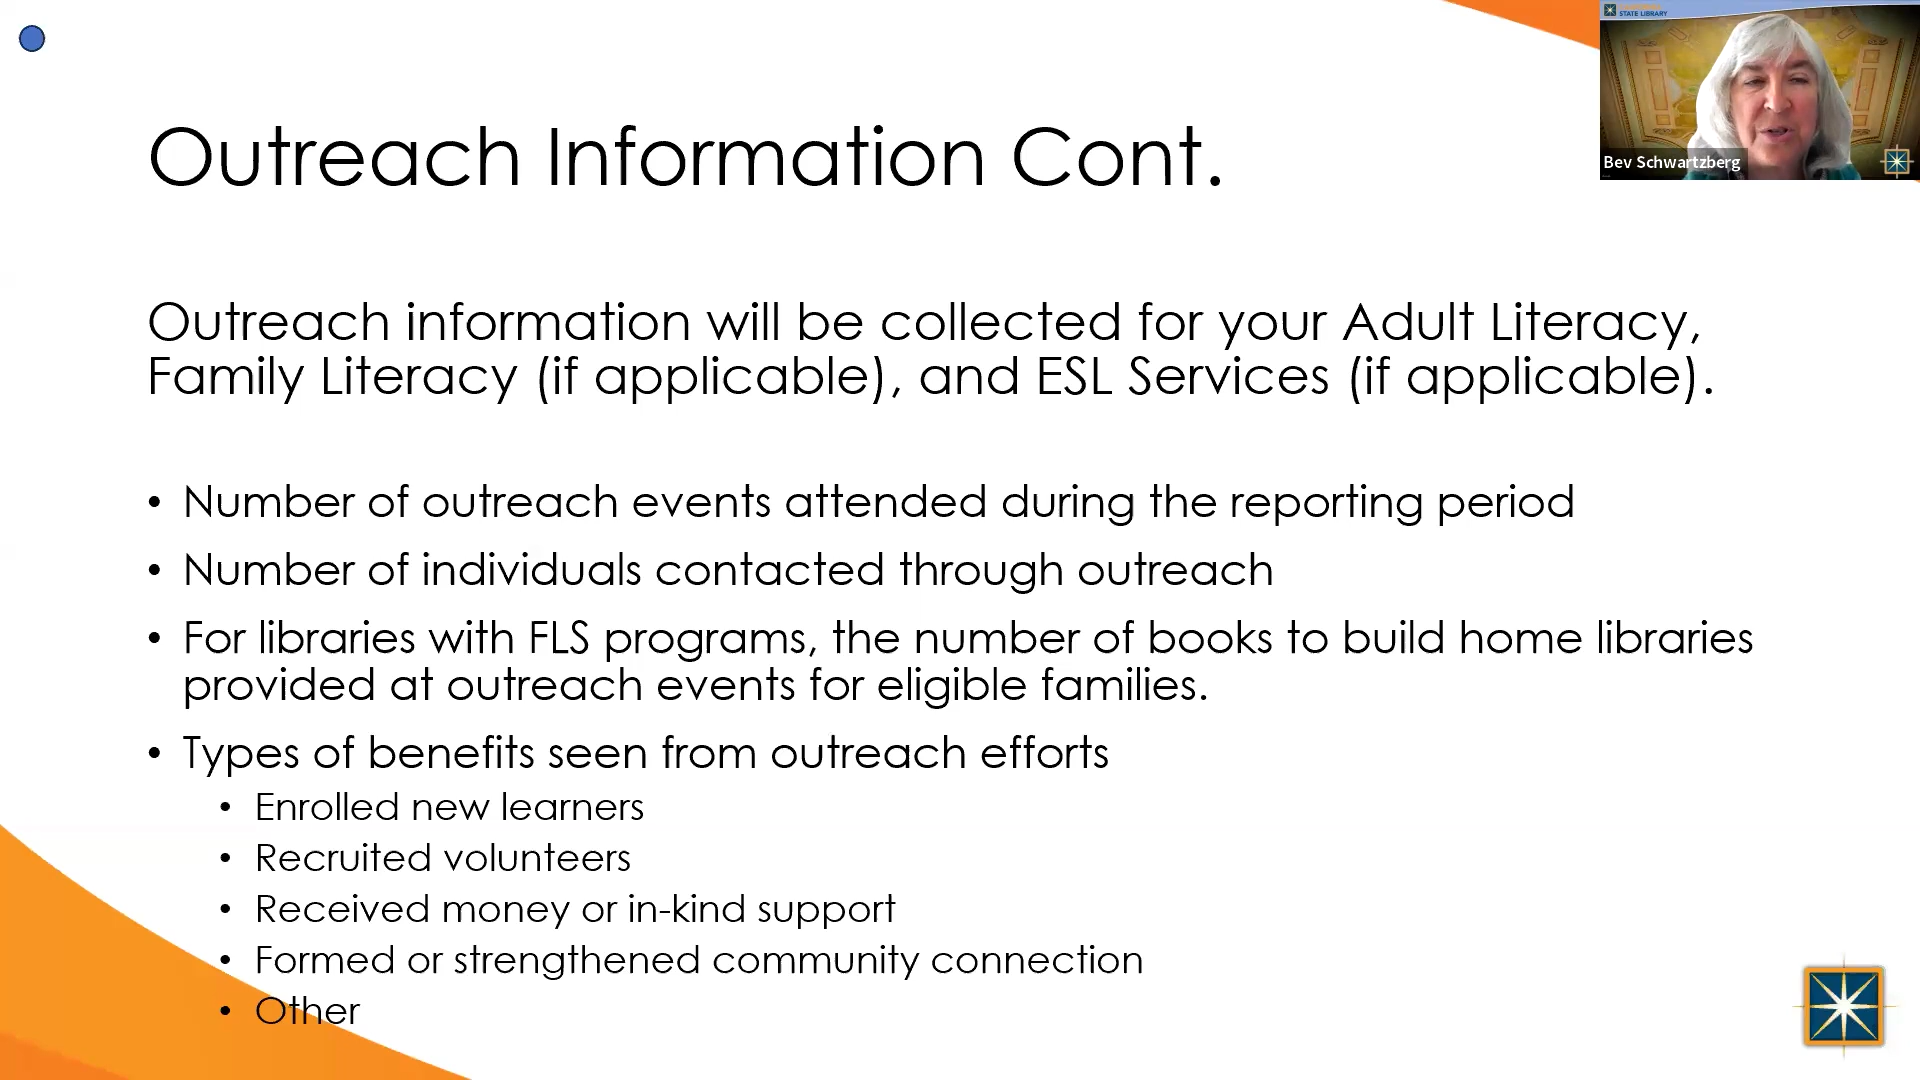 STATE LIBRARY
Bev Schwartzberg
Outreach Information Cont.
Outreach information will be collected for your Adult Literacy,
Family Literacy (if applicable), and ESL Services (if applicable).
• Number of outreach events attended during the reporting period
• Number of individuals contacted through outreach
• For libraries with FLS programs, the number of books to build home libraries
provided at outreach events for eligible families.
• Types of benefits seen from outreach efforts
• Enrolled new learners
• Recruited volunteers
• Received money or in-kind support
• Formed or strengthened community connection
• Other